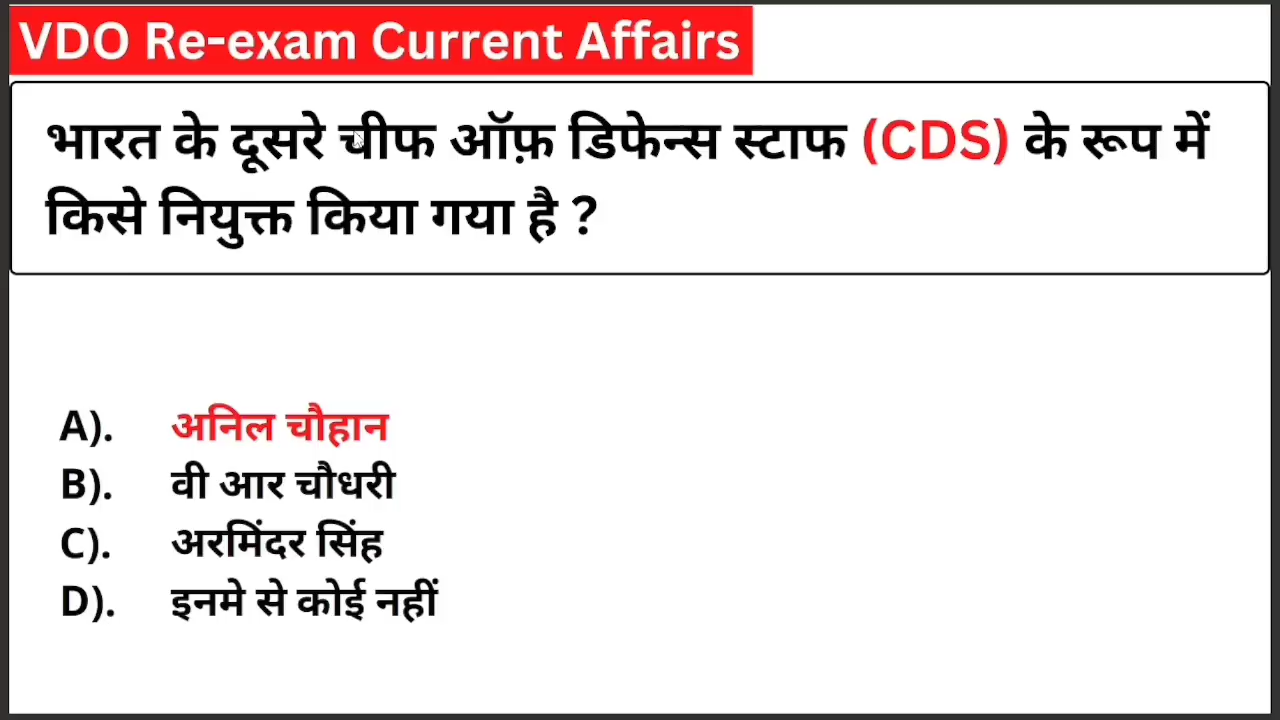 VDO Re-exam Current Affairs
भारत के दूसरे चीफ ऑफ़ डिफेन्स स्टाफ (CDS) के रूप में
किसे नियुक्त किया गया है ?
A). अनिल चौहान
B). वी आर चौधरी
C). अरमिंदर सिंह
D). इनमे से कोई नहीं